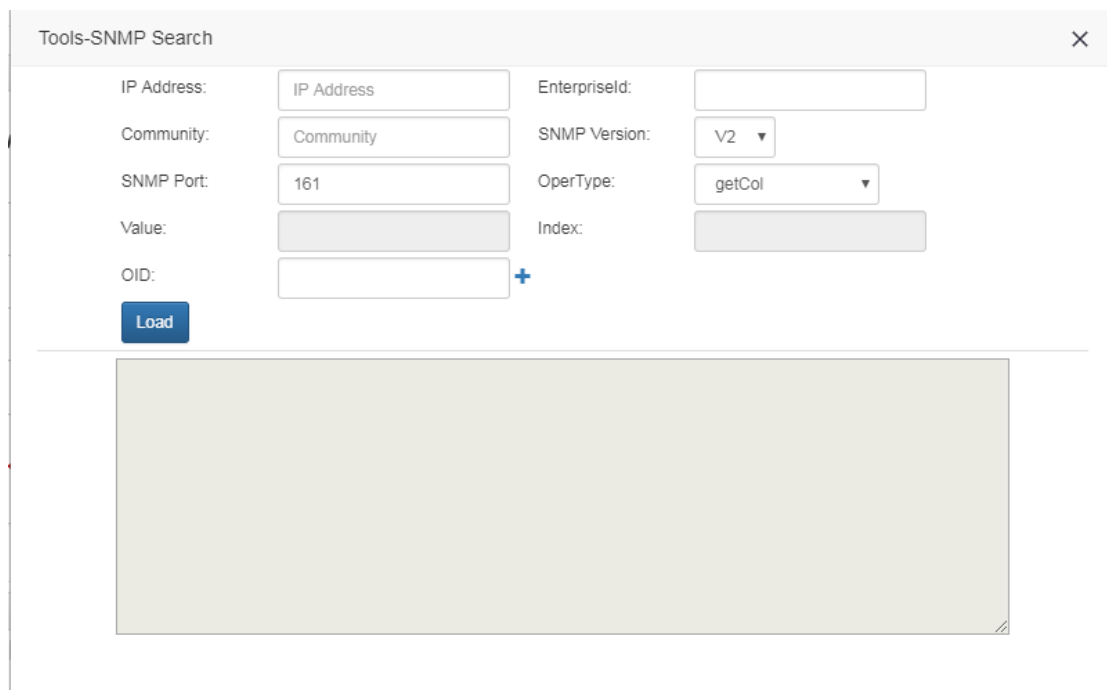 Tools-SNMP Search
IP Address: IP Address EnterpriseId:
Community: Community SNMP Version: V2
SNMP Port: 161 OperType: getCol
Value: Index:
OID:
Load